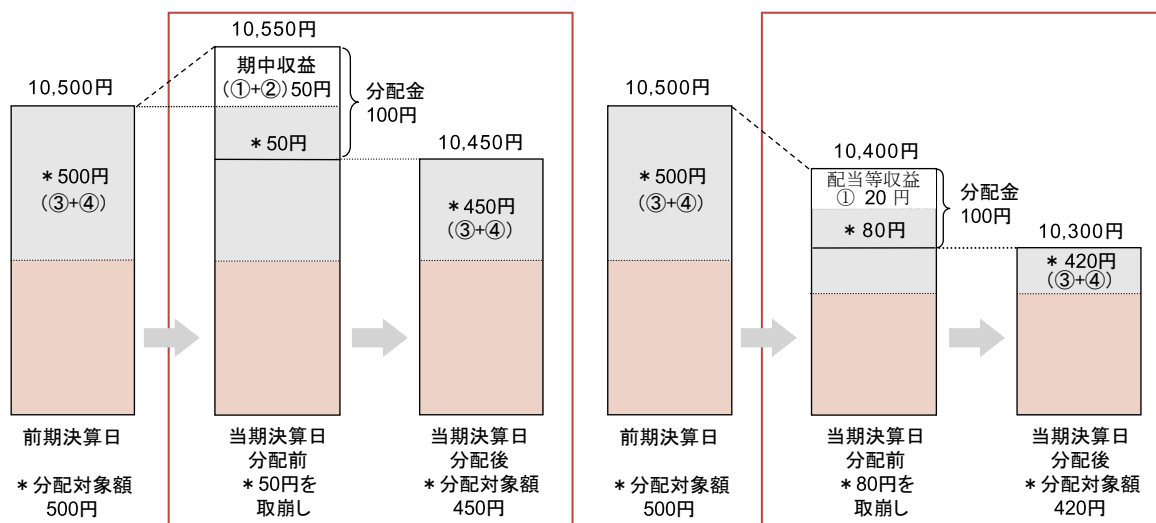 10,500円
＊500円
(③+④)
前期決算日
＊分配対象額
500円
10,550円
期中収益
(①+②)50円
＊50円
分配金
100円
当期決算日
分配前
＊50円を
取崩し
10,450円
＊450円
(③+④)
当期決算日
分配後
＊分配対象額
450円
10,500円
＊500円
(③+④)
前期決算日
＊分配対象額
500円
10,400円
配当等収益
① 20 円
＊80円
分配金
100円
当期決算日
分配前
＊80円を
取崩し
10,300円
＊420円
(③+④)
当期決算日
分配後
＊分配対象額
420円